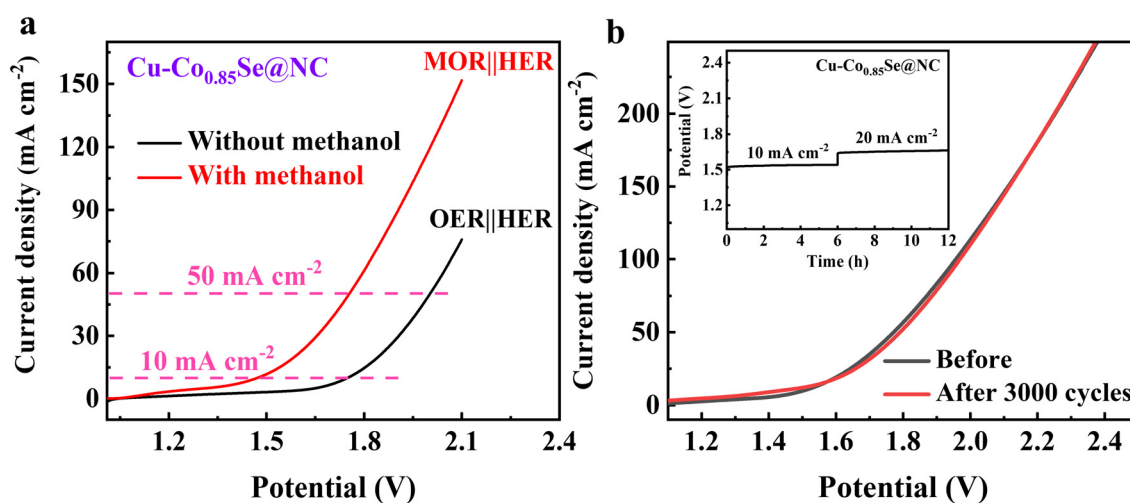 a
Current density (mA cm⁻²)
150
120
90
60
30
0
1.2 1.5 1.8 2.1 2.4
Potential (V)
Cu-Co₀.₈₅Se@NC
MOR||HER
Without methanol
With methanol
OER||HER
50 mA cm⁻²
10 mA cm⁻²
b
Current density (mA cm⁻²)
200
150
100
50
0
1.2 1.4 1.6 1.8 2.0 2.2 2.4
Potential (V)
Before
After 3000 cycles
Potential (V)
2.4
2.1
1.8
1.5
1.2
Cu-Co₀.₈₅Se@NC
10 mA cm⁻²
20 mA cm⁻²
0 2 4 6 8 10 12
Time (h)